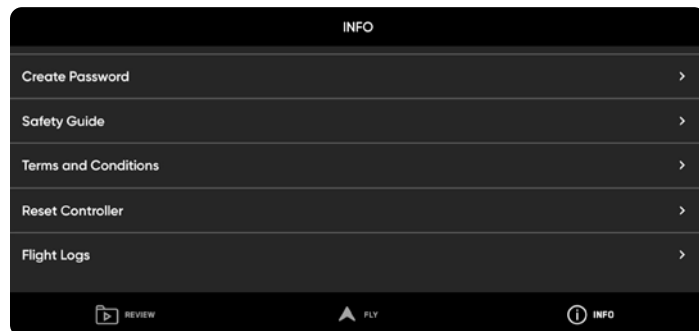 INFO
Create Password
Safety Guide
Terms and Conditions
Reset Controller
Flight Logs
REVIEW FLY INFO